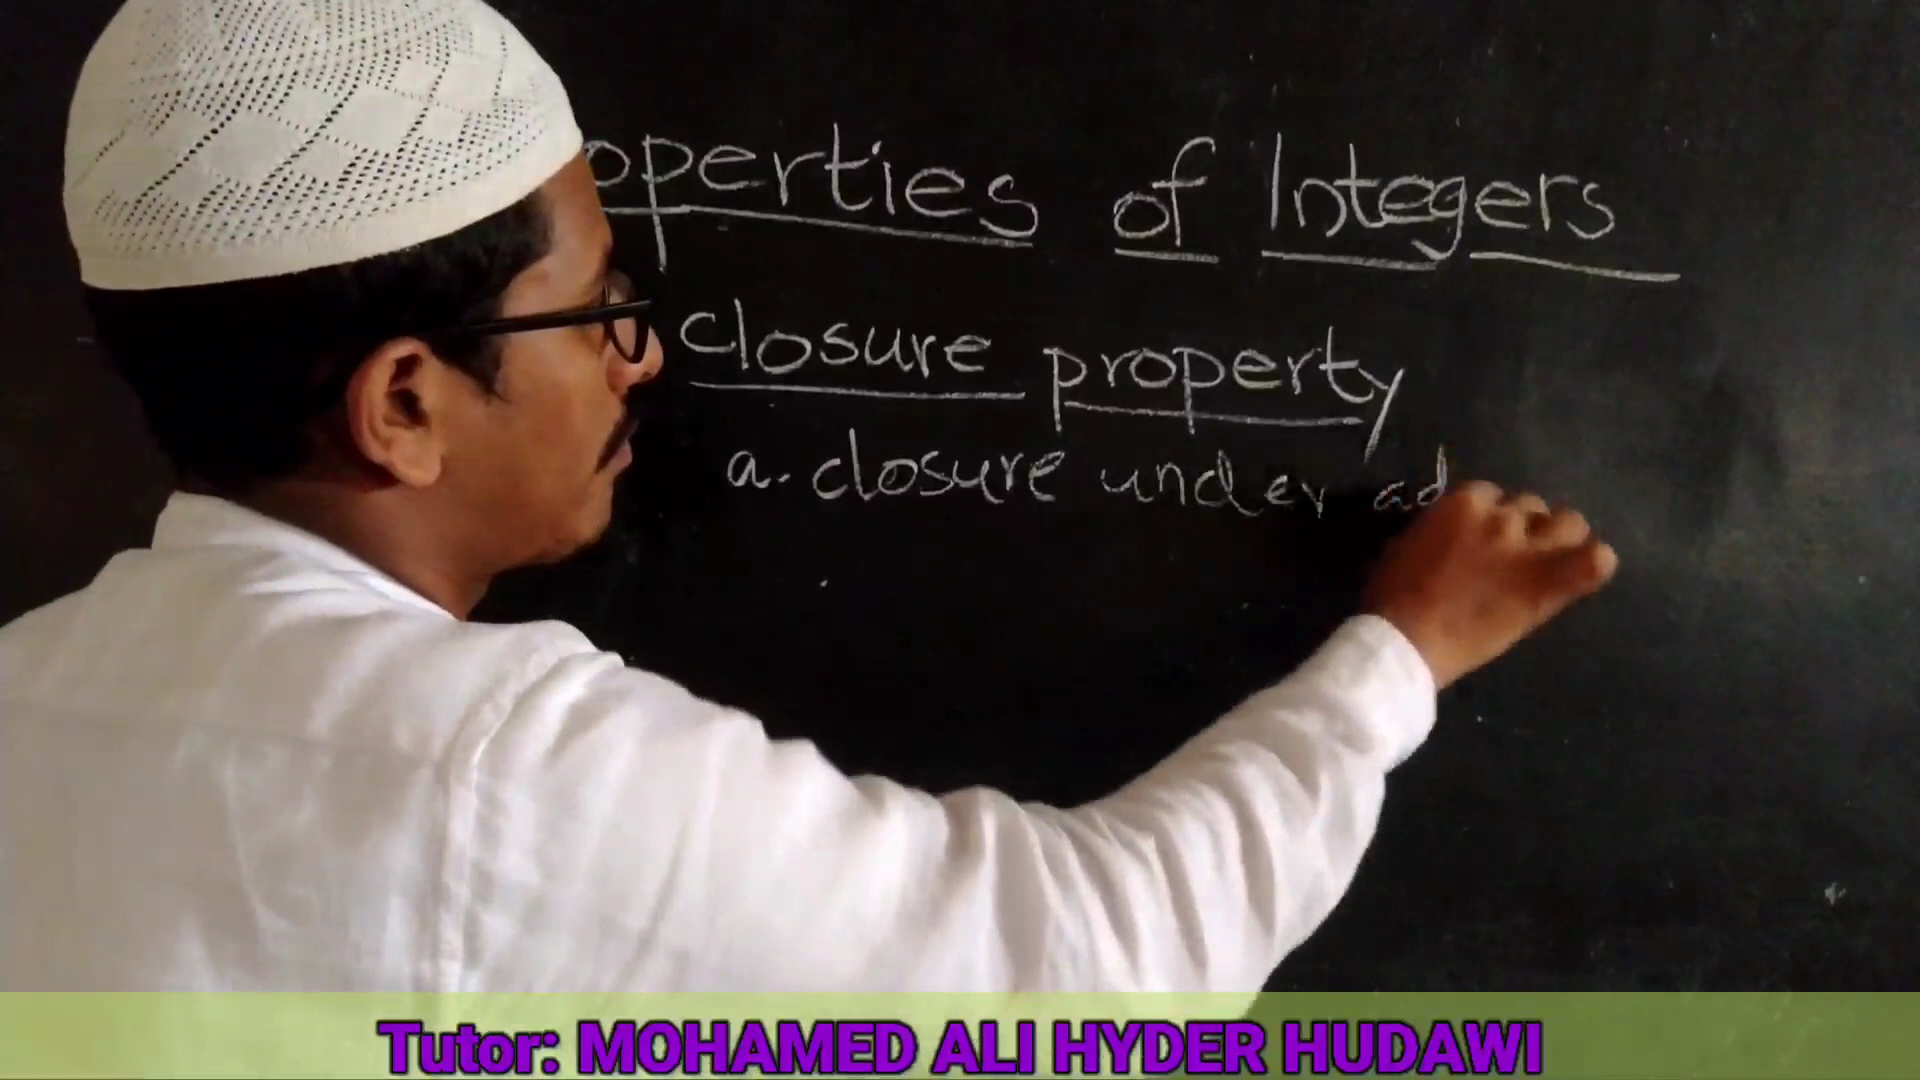 operties of Integers
closure property
a. closure under ad
Tutor: MOHAMED ALI HYDER HUDAWI